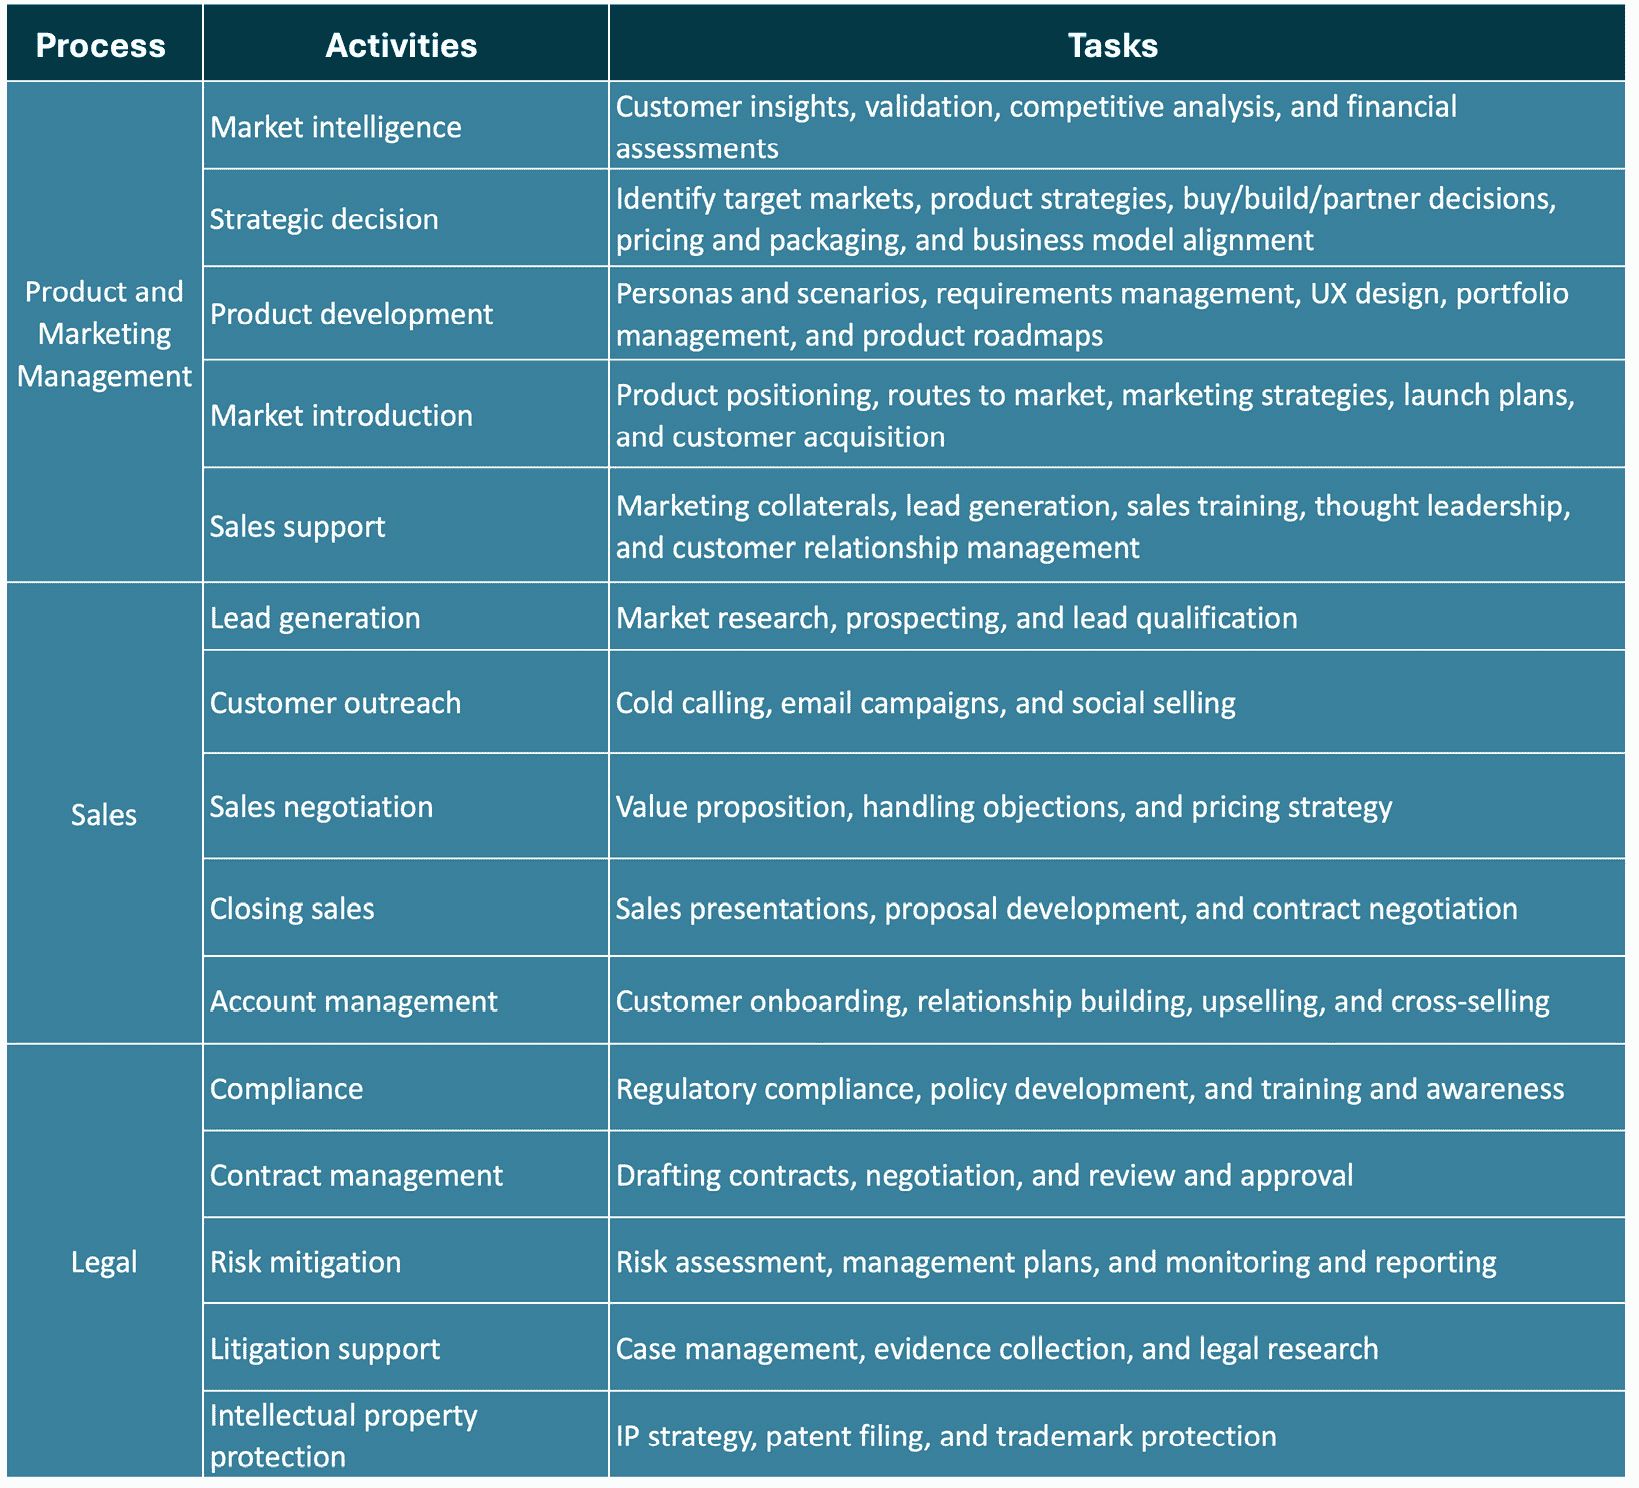 Process
Activities
Tasks
Product and
Marketing
Management
Market intelligence
Customer insights, validation, competitive analysis, and financial
assessments
Strategic decision
Identify target markets, product strategies, buy/build/partner decisions,
pricing and packaging, and business model alignment
Product development
Personas and scenarios, requirements management, UX design, portfolio
management, and product roadmaps
Market introduction
Product positioning, routes to market, marketing strategies, launch plans,
and customer acquisition
Sales support
Marketing collaterals, lead generation, sales training, thought leadership,
and customer relationship management
Sales
Lead generation
Market research, prospecting, and lead qualification
Customer outreach
Cold calling, email campaigns, and social selling
Sales negotiation
Value proposition, handling objections, and pricing strategy
Closing sales
Sales presentations, proposal development, and contract negotiation
Account management
Customer onboarding, relationship building, upselling, and cross-selling
Legal
Compliance
Regulatory compliance, policy development, and training and awareness
Contract management
Drafting contracts, negotiation, and review and approval
Risk mitigation
Risk assessment, management plans, and monitoring and reporting
Litigation support
Case management, evidence collection, and legal research
Intellectual property
protection
IP strategy, patent filing, and trademark protection